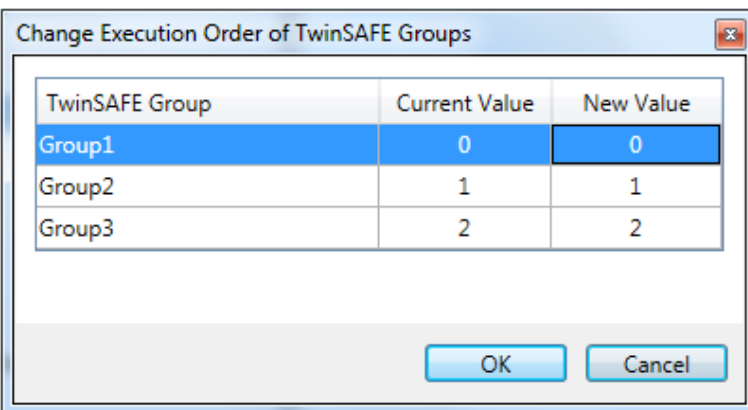 Change Execution Order of TwinSAFE Groups
TwinSAFE Group Current Value New Value
Group1 0 0
Group2 1 1
Group3 2 2
OK Cancel